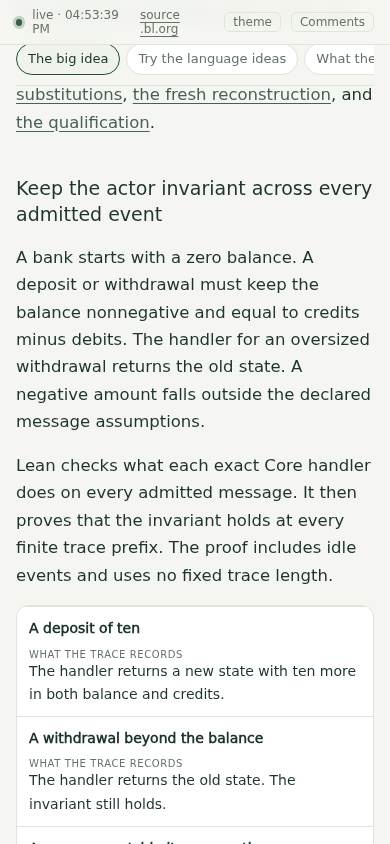 live · 04:53:39 PM
source.bl.org
theme
Comments
The big idea
Try the language ideas
What the
substitutions, the fresh reconstruction, and
the qualification.
Keep the actor invariant across every
admitted event
A bank starts with a zero balance. A
deposit or withdrawal must keep the
balance nonnegative and equal to credits
minus debits. The handler for an oversized
withdrawal returns the old state. A
negative amount falls outside the declared
message assumptions.
Lean checks what each exact Core handler
does on every admitted message. It then
proves that the invariant holds at every
finite trace prefix. The proof includes idle
events and uses no fixed trace length.
A deposit of ten
WHAT THE TRACE RECORDS
The handler returns a new state with ten more
in both balance and credits.
A withdrawal beyond the balance
WHAT THE TRACE RECORDS
The handler returns the old state. The
invariant still holds.